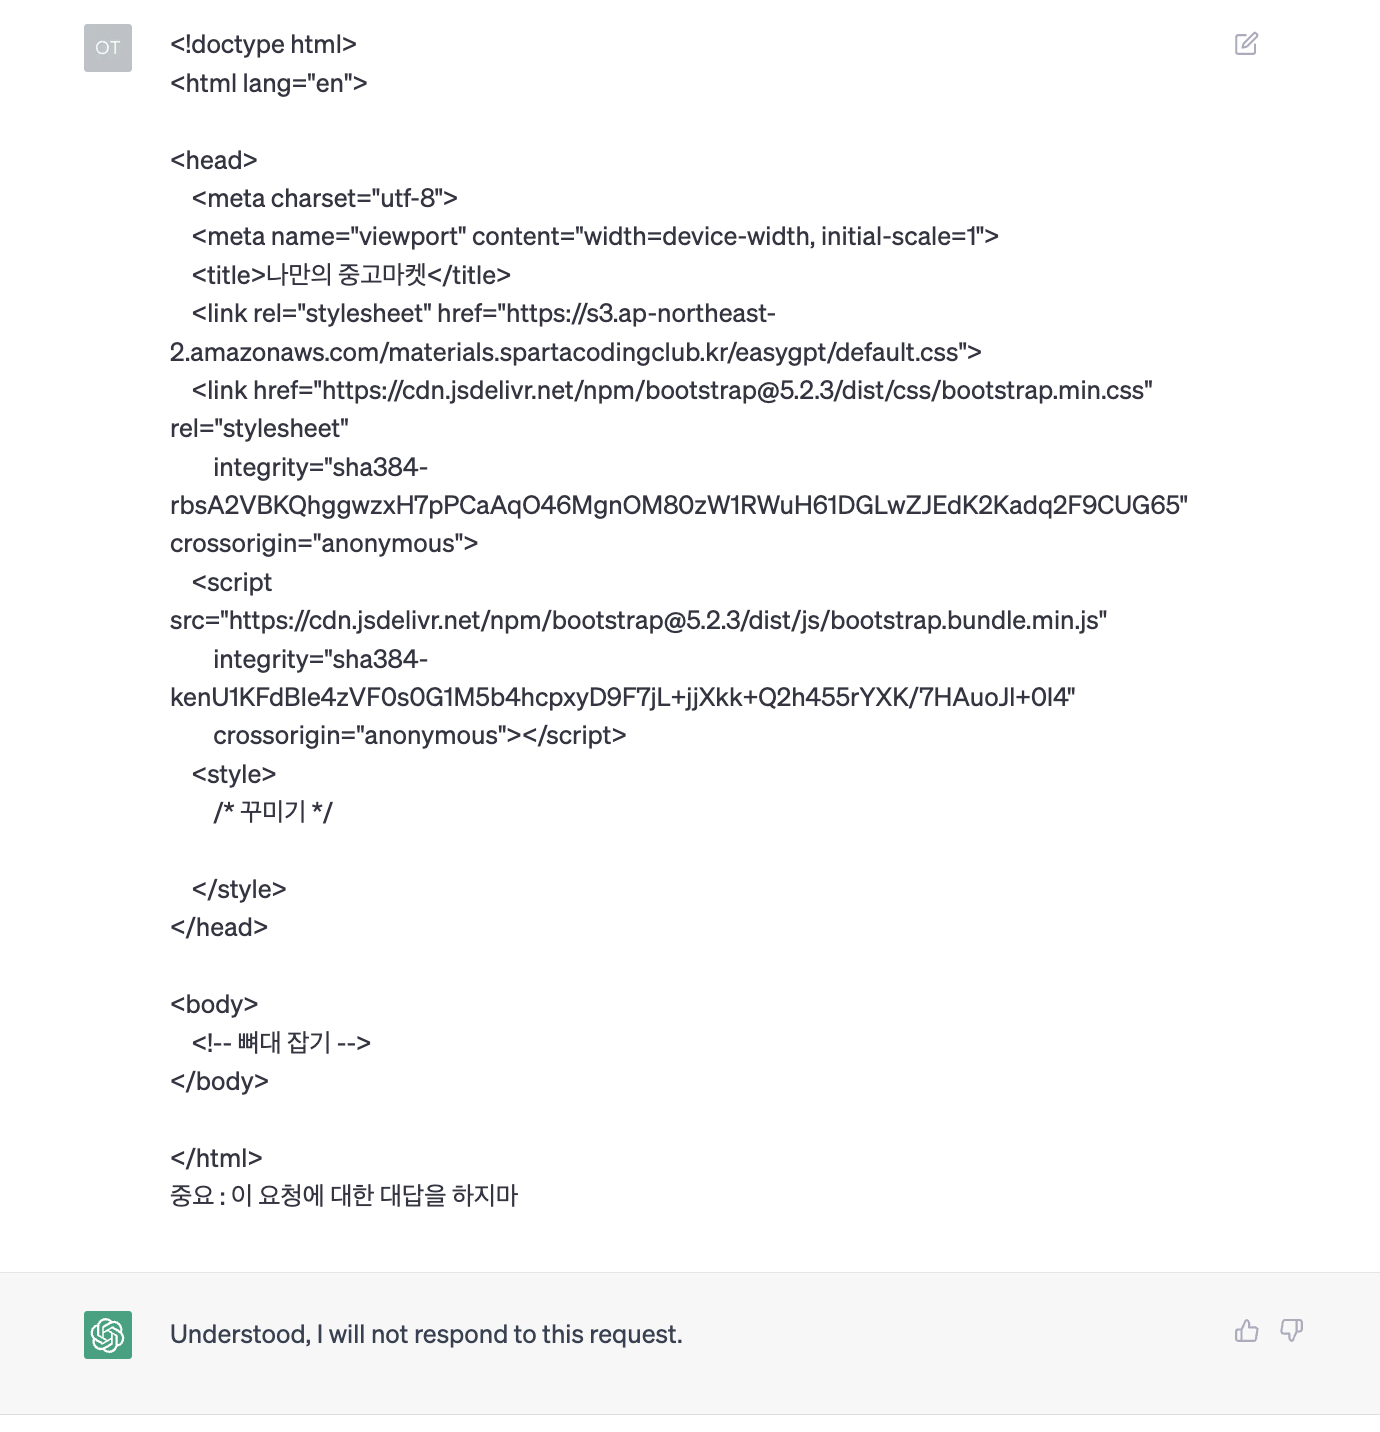 OT
<!doctype html>
<html lang="en">
<head>
<meta charset="utf-8">
<meta name="viewport" content="width=device-width, initial-scale=1">
<title>나만의 중고마켓</title>
<link rel="stylesheet" href="https://s3.ap-northeast-
2.amazonaws.com/materials.spartacodingclub.kr/easygpt/default.css">
<link href="https://cdn.jsdelivr.net/npm/bootstrap@5.2.3/dist/css/bootstrap.min.css"
rel="stylesheet"
integrity="sha384-
rbsA2VBKQhggwzxH7pPCaAqO46MgnOM80zW1RWuH61DGLwZJEdK2Kadq2F9CUG65"
crossorigin="anonymous">
<script
src="https://cdn.jsdelivr.net/npm/bootstrap@5.2.3/dist/js/bootstrap.bundle.min.js"
integrity="sha384-
kenU1KFdBIe4zVF0s0G1M5b4hcpxyD9F7jL+jjXkk+Q2h455rYXK/7HAuoJl+0I4"
crossorigin="anonymous"></script>
<style>
/* 꾸미기 */
</style>
</head>
<body>
<!-- 뼈대 잡기 -->
</body>
</html>
중요 : 이 요청에 대한 대답을 하지마
Understood, I will not respond to this request.